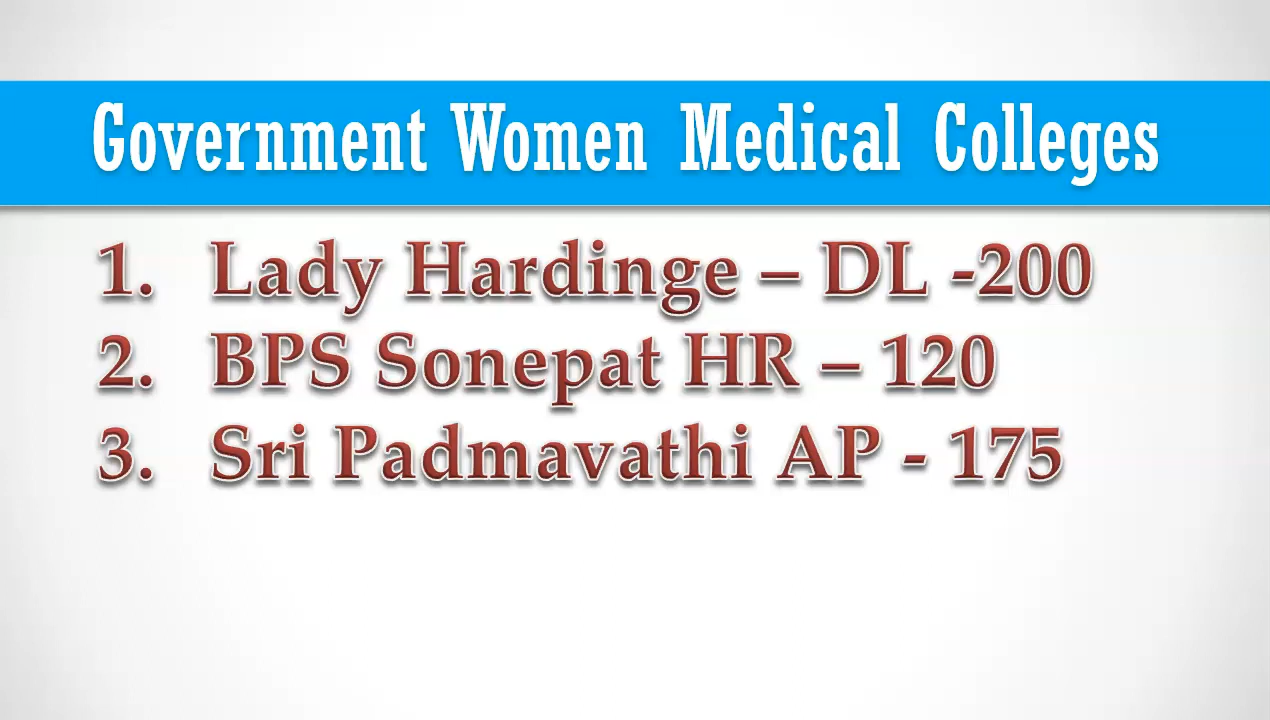 Government Women Medical Colleges
1. Lady Hardinge – DL -200
2. BPS Sonepat HR – 120
3. Sri Padmavathi AP - 175